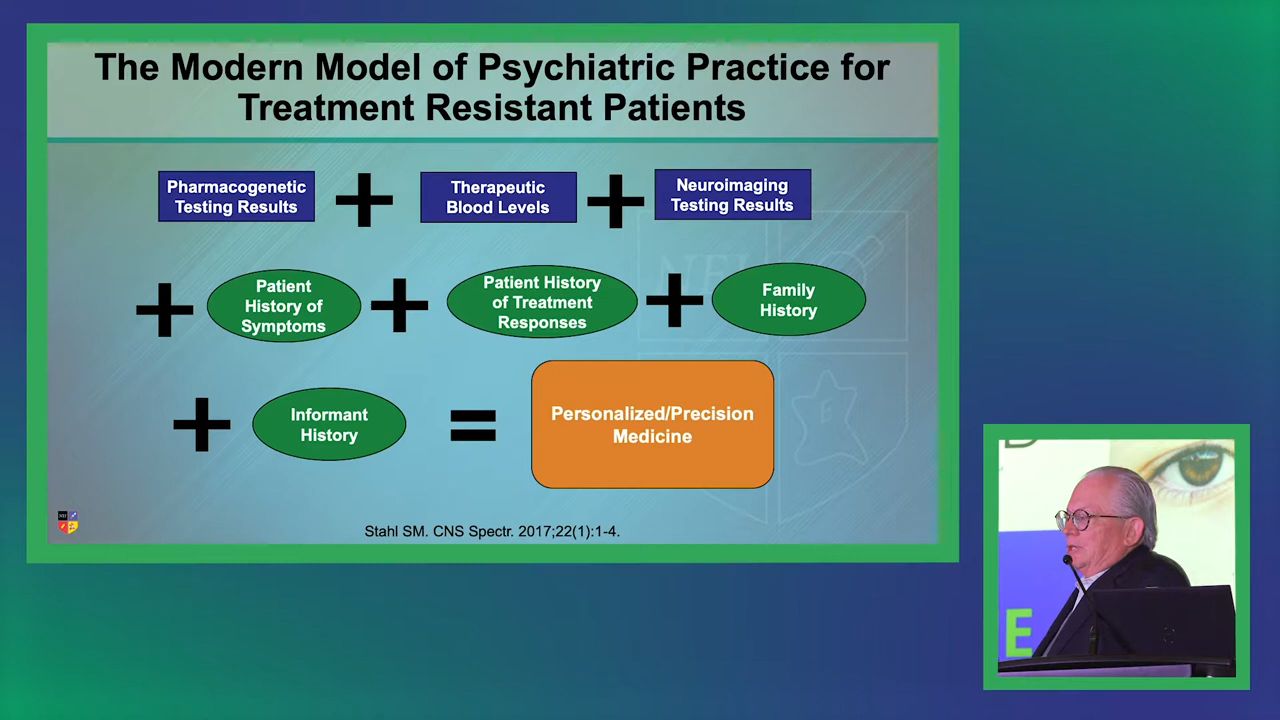 The Modern Model of Psychiatric Practice for
Treatment Resistant Patients
Pharmacogenetic
Testing Results
+
Therapeutic
Blood Levels
+
Neuroimaging
Testing Results
+
Patient
History of
Symptoms
+
Patient History
of Treatment
Responses
+
Family
History
+
Informant
History
=
Personalized/Precision
Medicine
Stahl SM. CNS Spectr. 2017;22(1):1-4.
E